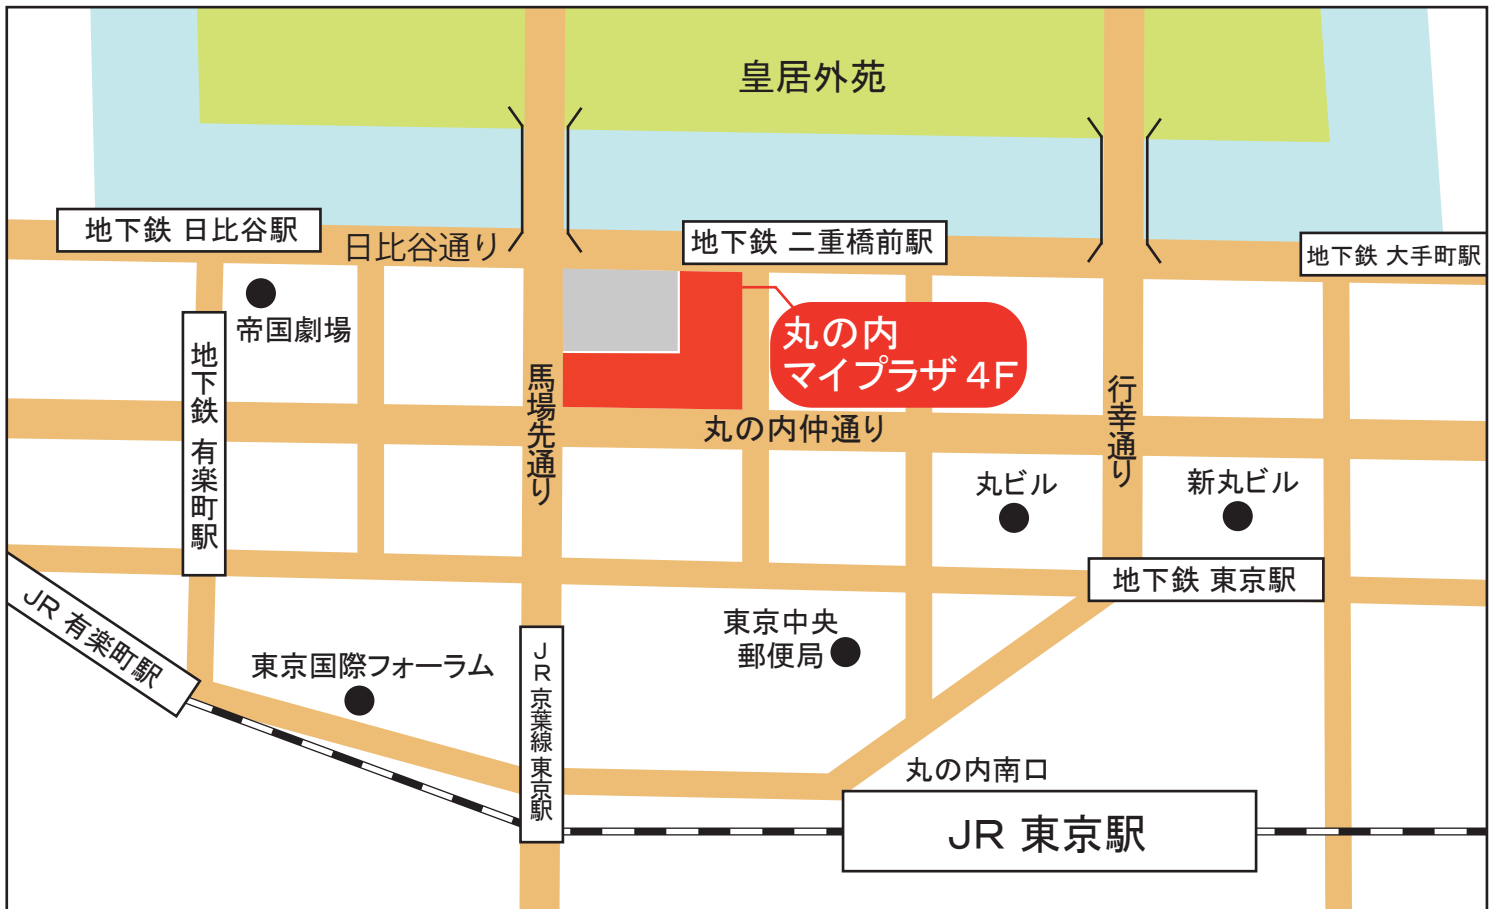 皇居外苑
地下鉄 日比谷駅
日比谷通り
地下鉄 二重橋前駅
地下鉄 大手町駅
帝国劇場
丸の内
マイプラザ 4F
地下鉄 有楽町駅
馬場先通り
行幸通り
丸の内仲通り
丸ビル
新丸ビル
地下鉄 東京駅
JR 有楽町駅
東京国際フォーラム
東京中央
郵便局
JR京葉線 東京駅
丸の内南口
JR 東京駅